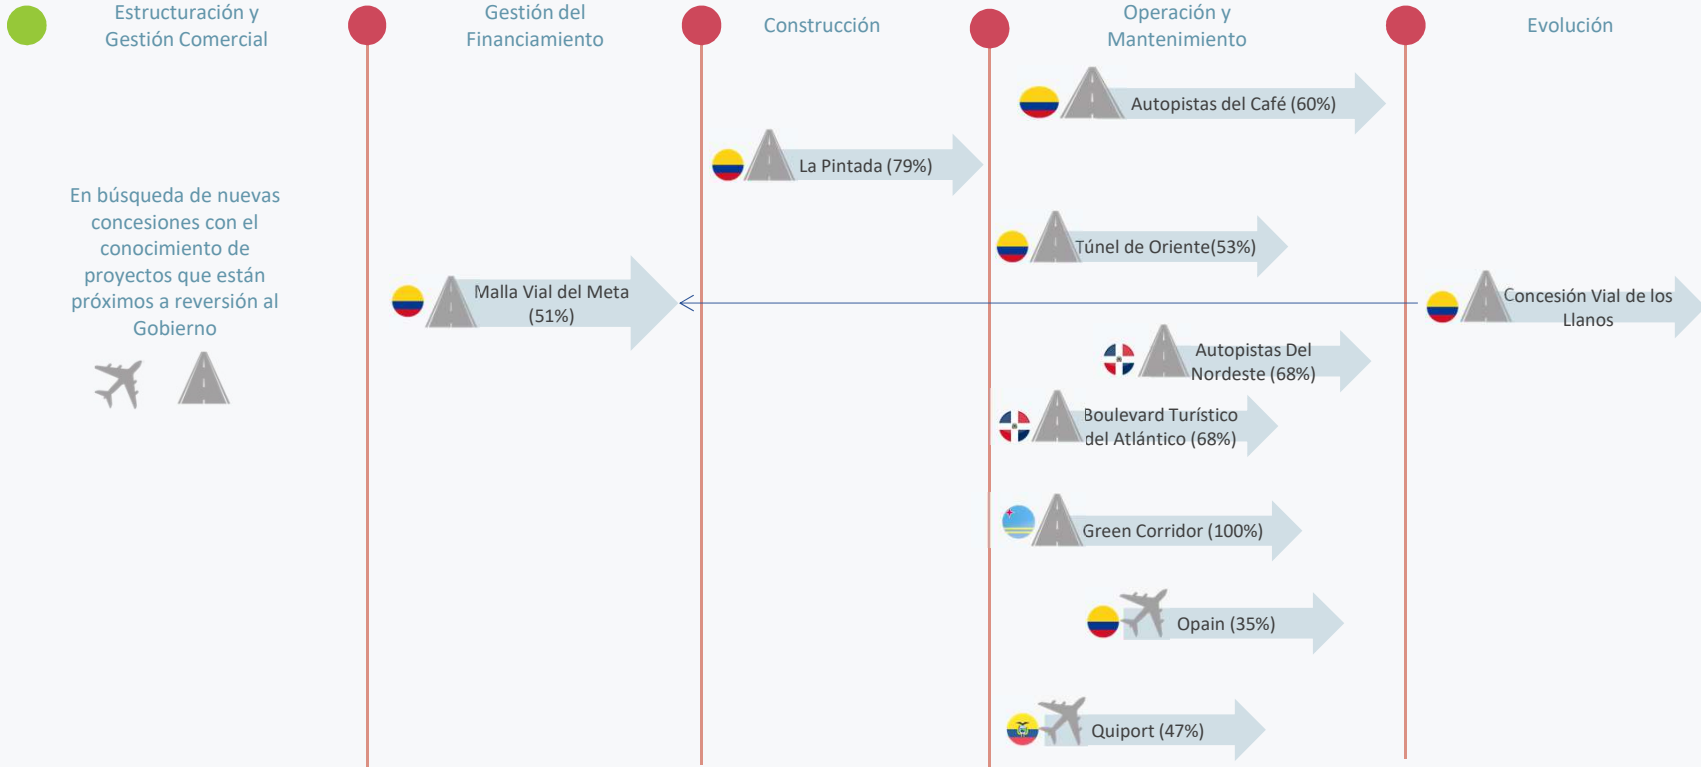 Estructuración y
Gestión Comercial
Gestión del
Financiamiento
Construcción
Operación y
Mantenimiento
Evolución
En búsqueda de nuevas
concesiones con el
conocimiento de
proyectos que están
próximos a reversión al
Gobierno
Malla Vial del Meta
(51%)
La Pintada (79%)
Autopistas del Café (60%)
Túnel de Oriente(53%)
Autopistas Del
Nordeste (68%)
Boulevard Turístico
del Atlántico (68%)
Green Corridor (100%)
Opain (35%)
Quiport (47%)
Concesión Vial de los
Llanos